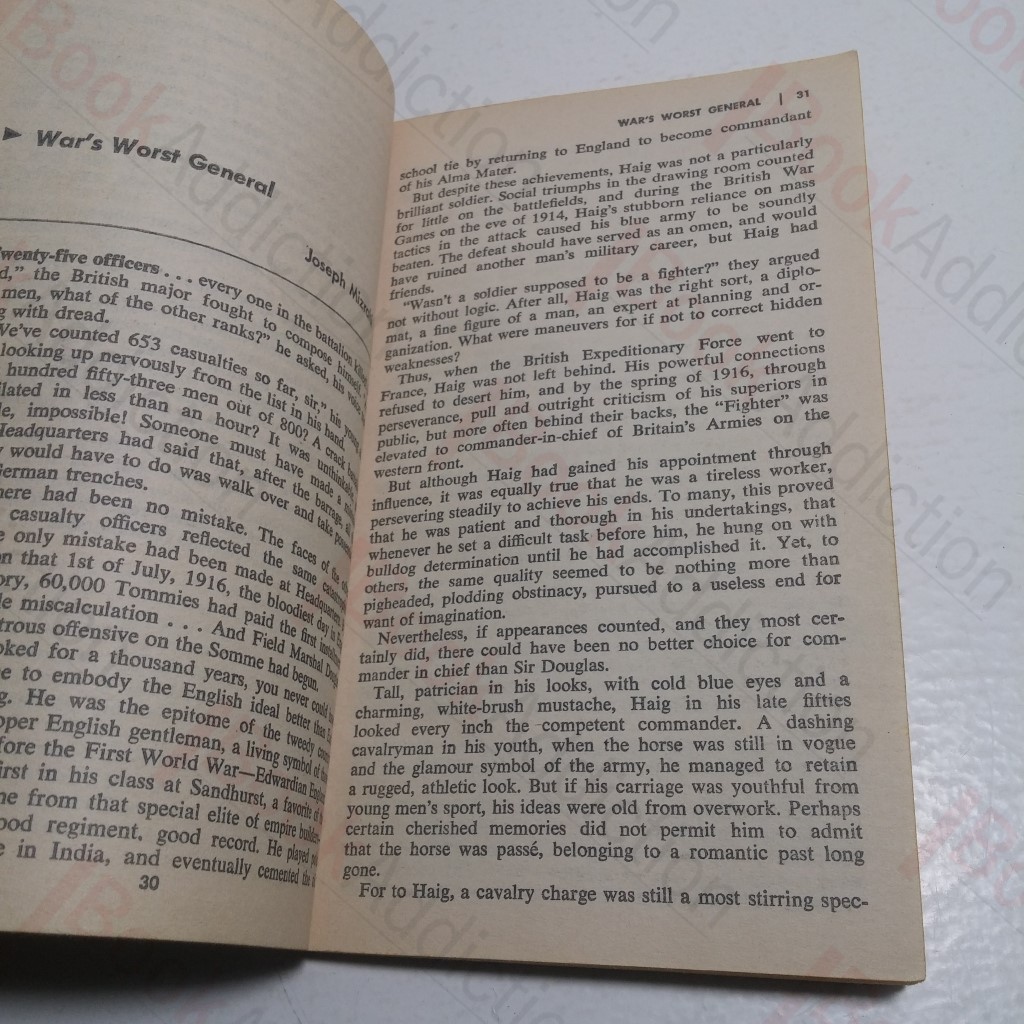 ► War's Worst General
Joseph
Twenty-five officers . . . every one in the battalion
the British major fought to compose himself
men, what of the other ranks?" he asked, his voice
with dread.
We've counted 653 casualties so far, sir," his
looking up nervously from the list in his hand.
hundred fifty-three men out of 800? A crack
in less than an hour? It was
impossible! Someone must have made a
Headquarters had said that, after the barrage, all
would have to do was walk over and take
German trenches.
here had been no mistake. The faces of the
casualty officers reflected the same
only mistake had been made at Headquarters
on that 1st of July, 1916, the bloodiest day in
60,000 Tommies had paid the first
miscalculation . . . And Field Marshal
offensive on the Somme had begun.
for a thousand years, you never could
to embody the English ideal better than
He was the epitome of the tweedy
English gentleman, a living symbol of
the First World War—Edwardian
first in his class at Sandhurst, a favorite of
from that special elite of empire
good regiment, good record. He played
in India, and eventually cemented the
30
WAR'S WORST GENERAL | 31
school tie by returning to England to become commandant
of his Alma Mater.
But despite these achievements, Haig was not a particularly
brilliant soldier. Social triumphs in the drawing room counted
for little on the battlefields, and during the British War
Games on the eve of 1914, Haig's stubborn reliance on mass
tactics in the attack caused his blue army to be soundly
beaten. The defeat should have served as an omen, and would
have ruined another man's military career, but Haig had
friends.
"Wasn't a soldier supposed to be a fighter?" they argued
not without logic. After all, Haig was the right sort, a diplo-
mat, a fine figure of a man, an expert at planning and or-
ganization. What were maneuvers for if not to correct hidden
weaknesses?
Thus, when the British Expeditionary Force went to
France, Haig was not left behind. His powerful connections
refused to desert him, and by the spring of 1916, through
perseverance, pull and outright criticism of his superiors in
public, but more often behind their backs, the "Fighter" was
elevated to commander-in-chief of Britain's Armies on the
western front.
But although Haig had gained his appointment through
influence, it was equally true that he was a tireless worker,
persevering steadily to achieve his ends. To many, this proved
that he was patient and thorough in his undertakings, that
whenever he set a difficult task before him, he hung on with
bulldog determination until he had accomplished it. Yet, to
others, the same quality seemed to be nothing more than
pigheaded, plodding obstinacy, pursued to a useless end for
want of imagination.
Nevertheless, if appearances counted, and they most cer-
tainly did, there could have been no better choice for com-
mander in chief than Sir Douglas.
Tall, patrician in his looks, with cold blue eyes and a
charming, white-brush mustache, Haig in his late fifties
looked every inch the competent commander. A dashing
cavalryman in his youth, when the horse was still in vogue
and the glamour symbol of the army, he managed to retain
a rugged, athletic look. But if his carriage was youthful from
young men's sport, his ideas were old from overwork. Perhaps
certain cherished memories did not permit him to admit
that the horse was passé, belonging to a romantic past long
gone.
For to Haig, a cavalry charge was still a most stirring spec-
BookAddiction